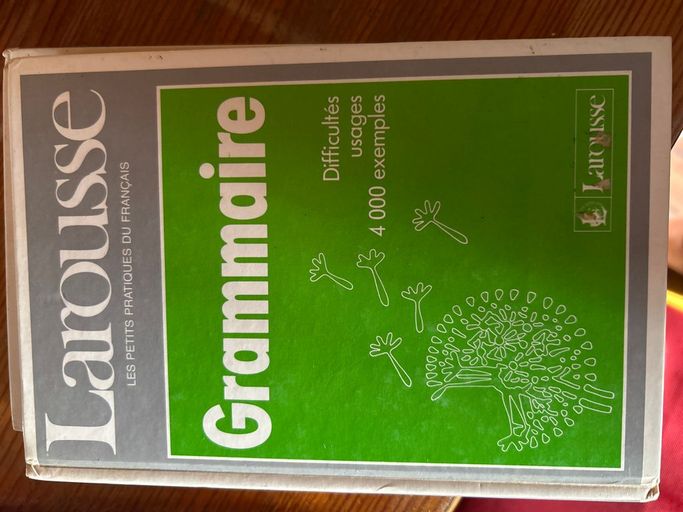 Larousse
LES PETITS PRATIQUES DU FRANÇAIS
Grammaire
Difficultés
usages
4 000 exemples
Larousse